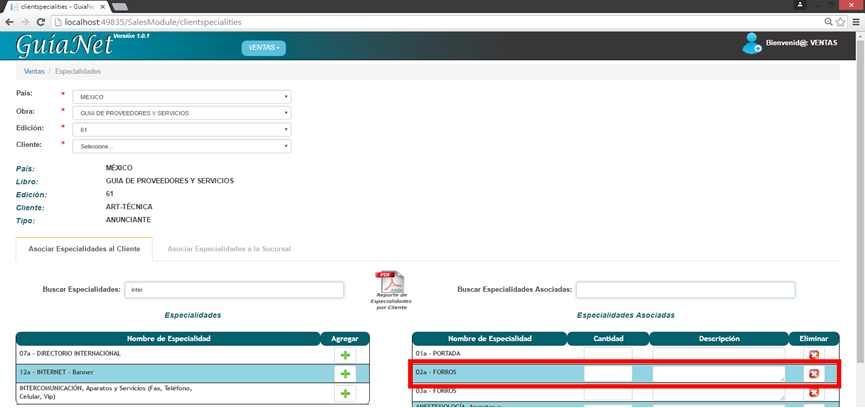 clientspecialities - GuiaNet
localhost:49835/SalesModule/clientspecialities
GuíaNet Versión 1.0.1
VENTAS
Bienvenid@: VENTAS
Ventas / Especialidades
País: * MÉXICO
Obra: * GUIA DE PROVEEDORES Y SERVICIOS
Edición: * 61
Cliente: * Seleccione...
País: MÉXICO
Libro: GUIA DE PROVEEDORES Y SERVICIOS
Edición: 61
Cliente: ART-TÉCNICA
Tipo: ANUNCIANTE
Asociar Especialidades al Cliente Asociar Especialidades a la Sucursal
Buscar Especialidades: inter
PDF
Adobe
Reporte de
Especialidades
por Cliente
Buscar Especialidades Asociadas:
Especialidades Especialidades Asociadas
Nombre de Especialidad Agregar Nombre de Especialidad Cantidad Descripción Eliminar
07a - DIRECTORIO INTERNACIONAL 01a - PORTADA
12a - INTERNET - Banner 02a - FORROS
INTERCOMUNICACIÓN, Aparatos y Servicios (Fax, Teléfono, 03a - FORROS
Celular, Vip)